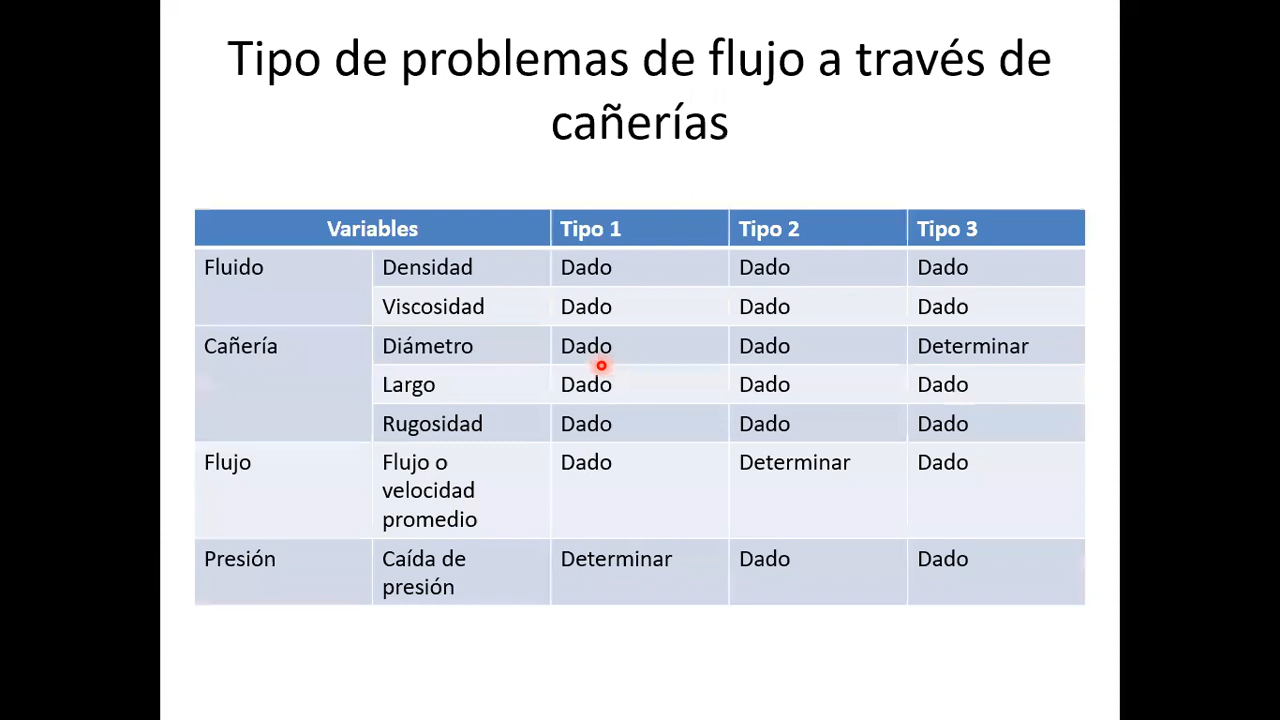 Tipo de problemas de flujo a través de
cañerías
Variables Tipo 1 Tipo 2 Tipo 3
Fluido Densidad Dado Dado Dado
Viscosidad Dado Dado Dado
Cañería Diámetro Dado Dado Determinar
Largo Dado Dado Dado
Rugosidad Dado Dado Dado
Flujo Flujo o Dado Determinar Dado
velocidad
promedio
Presión Caída de Determinar Dado Dado
presión